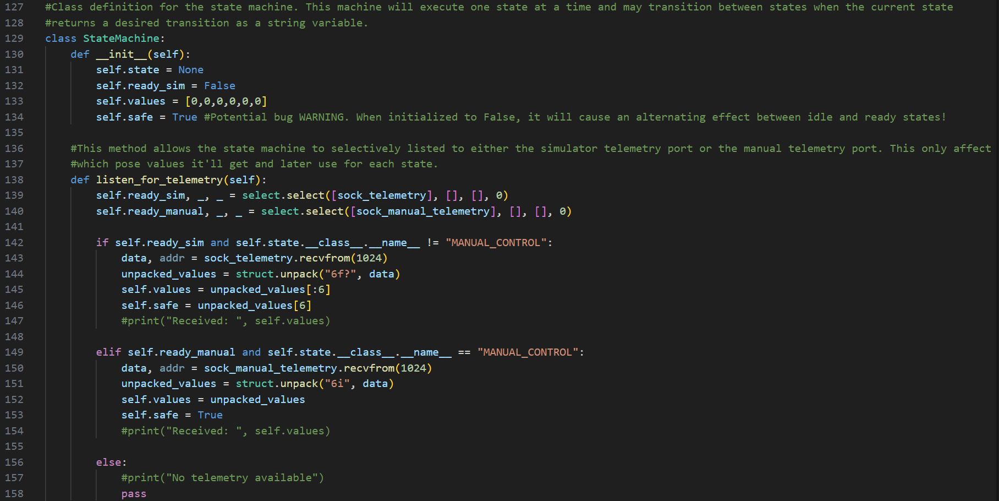 127 #Class definition for the state machine. This machine will execute one state at a time and may transition between states when the current state
128 #returns a desired transition as a string variable.
129 class StateMachine:
130     def __init__(self):
131         self.state = None
132         self.ready_sim = False
133         self.values = [0,0,0,0,0,0]
134         self.safe = True #Potential bug WARNING. When initialized to False, it will cause an alternating effect between idle and ready states!
135
136     #This method allows the state machine to selectively listed to either the simulator telemetry port or the manual telemetry port. This only affect
137     #which pose values it'll get and later use for each state.
138     def listen_for_telemetry(self):
139         self.ready_sim, _, _ = select.select([sock_telemetry], [], [], 0)
140         self.ready_manual, _, _ = select.select([sock_manual_telemetry], [], [], 0)
141
142         if self.ready_sim and self.state.__class__.__name__ != "MANUAL_CONTROL":
143             data, addr = sock_telemetry.recvfrom(1024)
144             unpacked_values = struct.unpack("6f?", data)
145             self.values = unpacked_values[:6]
146             self.safe = unpacked_values[6]
147             #print("Received: ", self.values)
148
149         elif self.ready_manual and self.state.__class__.__name__ == "MANUAL_CONTROL":
150             data, addr = sock_manual_telemetry.recvfrom(1024)
151             unpacked_values = struct.unpack("6i", data)
152             self.values = unpacked_values
153             self.safe = True
154             #print("Received: ", self.values)
155
156         else:
157             #print("No telemetry available")
158             pass